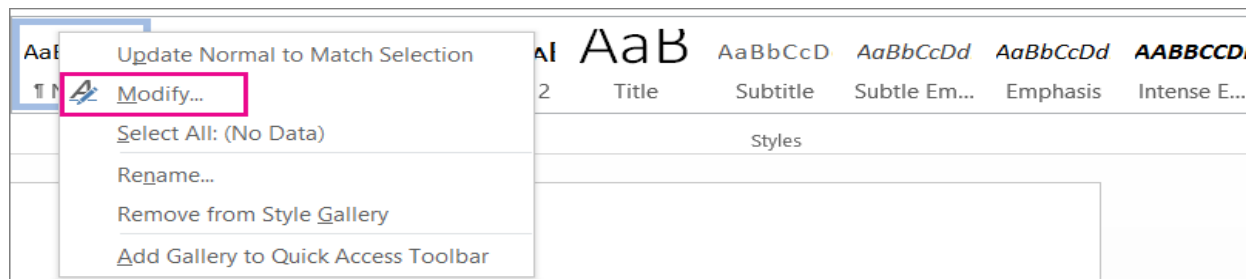 AaB AaBbCcD AaBbCcDd AaBbCcDd AABBCCD
¶ 2 Title Subtitle Subtle Em... Emphasis Intense E...
Styles
Update Normal to Match Selection
Modify...
Select All: (No Data)
Rename...
Remove from Style Gallery
Add Gallery to Quick Access Toolbar